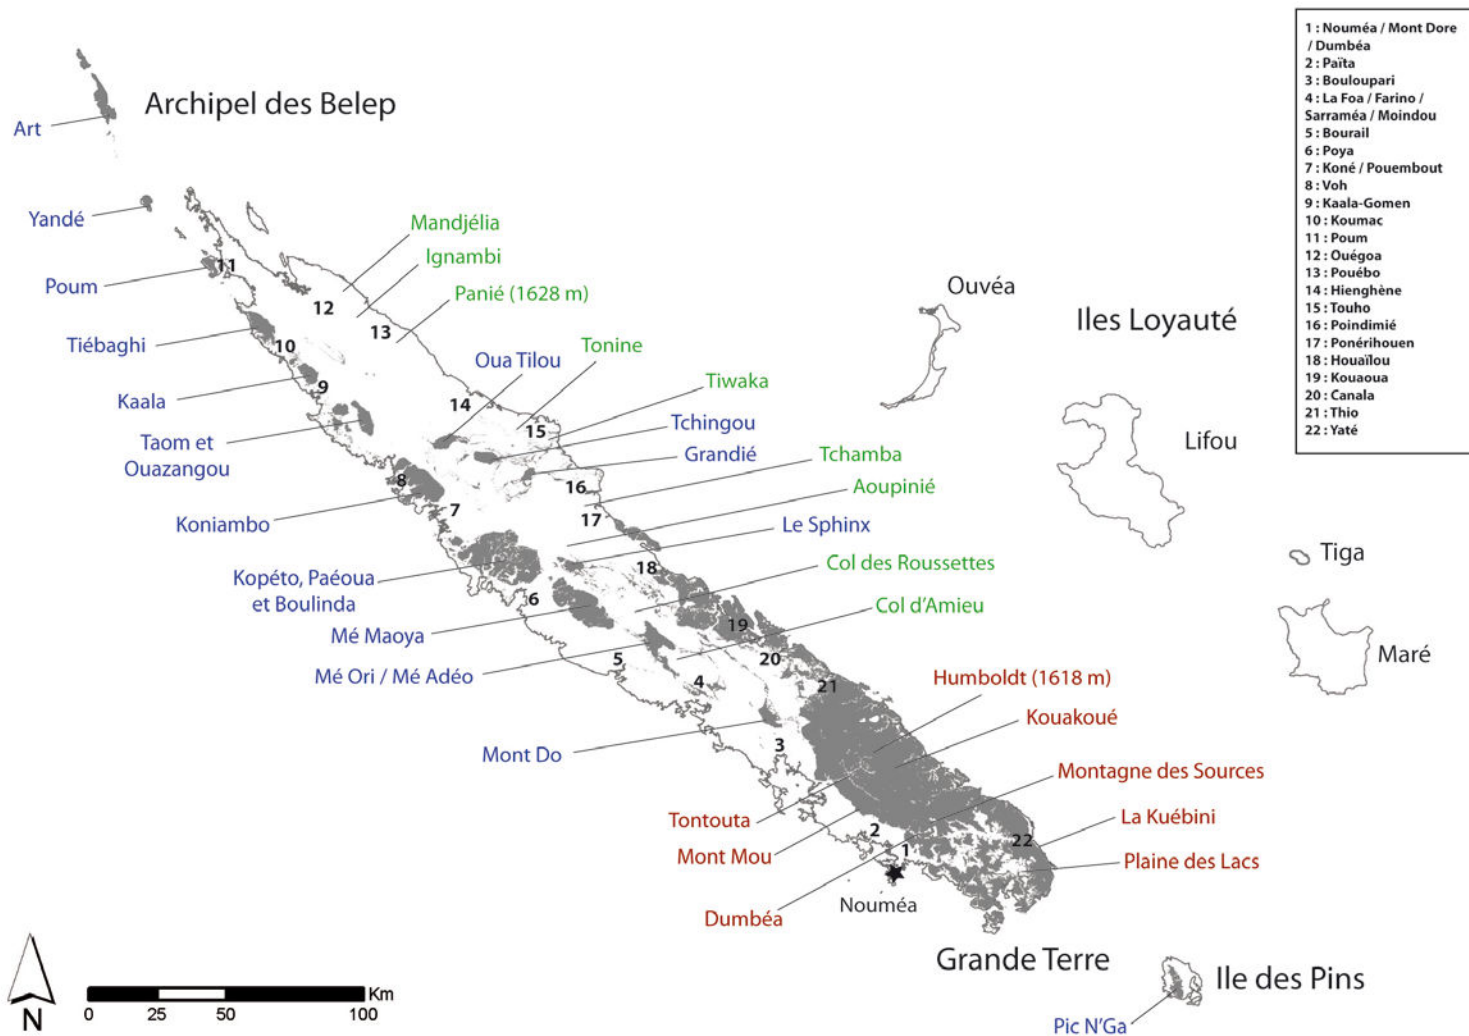 1 : Nouméa / Mont Dore
/ Dumbéa
2 : Païta
3 : Bouloupari
4 : La Foa / Farino /
Sarraméa / Moindou
5 : Bourail
6 : Poya
7 : Koné / Pouembout
8 : Voh
9 : Kaala-Gomen
10 : Koumac
11 : Poum
12 : Ouégoa
13 : Pouébo
14 : Hienghène
15 : Touho
16 : Poindimié
17 : Ponérihouen
18 : Houaïlou
19 : Kouaoua
20 : Canala
21 : Thio
22 : Yaté
Archipel des Belep
Art
Yandé
Mandjélia
Ignambi
11
Poum
Panié (1628 m)
12
13
Ouvéa
Iles Loyauté
Tiébaghi
10
Oua Tilou
Tonine
Kaala
9
14
Tiwaka
15
Tchingou
Taom et
Ouazangou
Grandié
Tchamba
Lifou
8
16
Aoupinié
7
17
Koniambo
Le Sphinx
Tiga
Col des Roussettes
18
Kopéto, Paéoua
et Boulinda
6
Col d’Amieu
Mé Maoya
19
Maré
5
20
Mé Ori / Mé Adéo
4
21
Humboldt (1618 m)
Kouakoué
3
Mont Do
Montagne des Sources
Tontouta
La Kuébini
2
22
Mont Mou
1
Plaine des Lacs
Nouméa
Dumbéa
Grande Terre
Ile des Pins
Pic N’Ga
N
Km
0
25
50
100